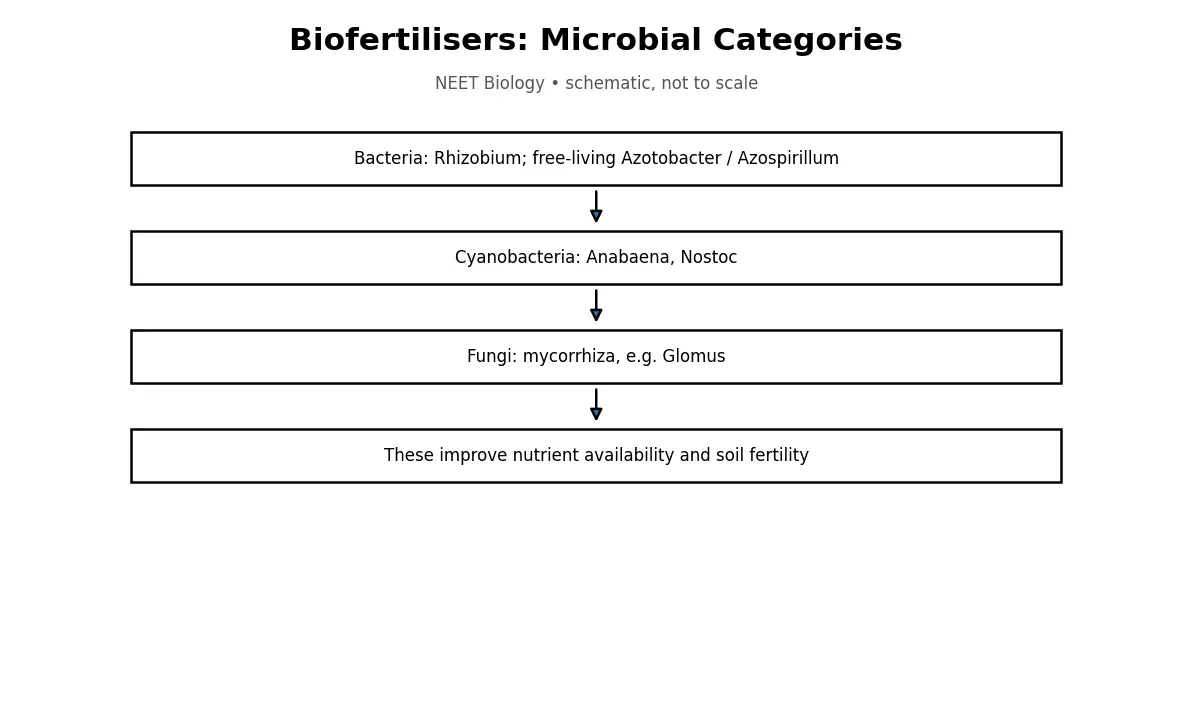 Biofertilisers: Microbial Categories
NEET Biology • schematic, not to scale
Bacteria: Rhizobium; free-living Azotobacter / Azospirillum
Cyanobacteria: Anabaena, Nostoc
Fungi: mycorrhiza, e.g. Glomus
These improve nutrient availability and soil fertility